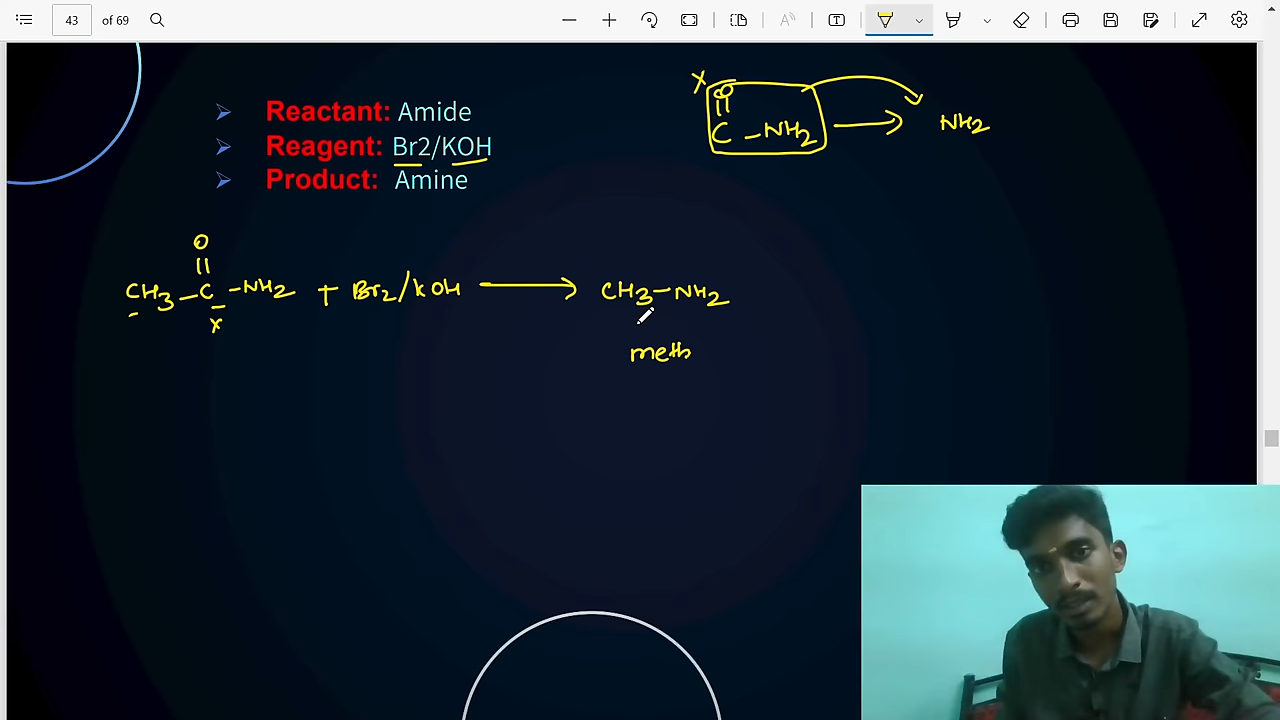 43 of 69
X
O
C - NH2 → NH2
Reactant: Amide
Reagent: Br2/KOH
Product: Amine
O
CH3 - C - NH2 + Br2/KOH → CH3 - NH2
x
meth